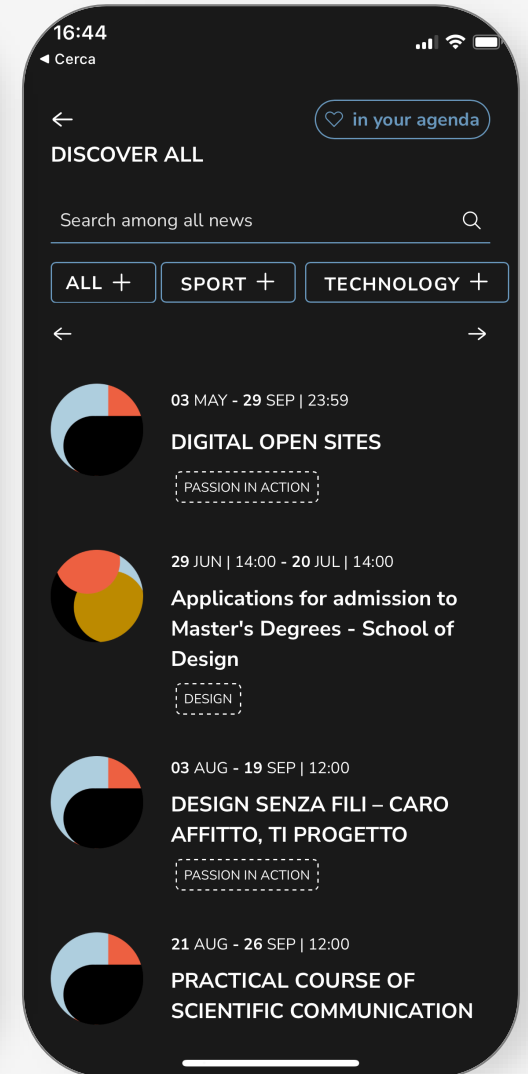 16:44
◀ Cerca
in your agenda
DISCOVER ALL
Search among all news
ALL +
SPORT +
TECHNOLOGY +
03 MAY - 29 SEP | 23:59
DIGITAL OPEN SITES
PASSION IN ACTION
29 JUN | 14:00 - 20 JUL | 14:00
Applications for admission to
Master's Degrees - School of
Design
DESIGN
03 AUG - 19 SEP | 12:00
DESIGN SENZA FILI – CARO
AFFITTO, TI PROGETTO
PASSION IN ACTION
21 AUG - 26 SEP | 12:00
PRACTICAL COURSE OF
SCIENTIFIC COMMUNICATION